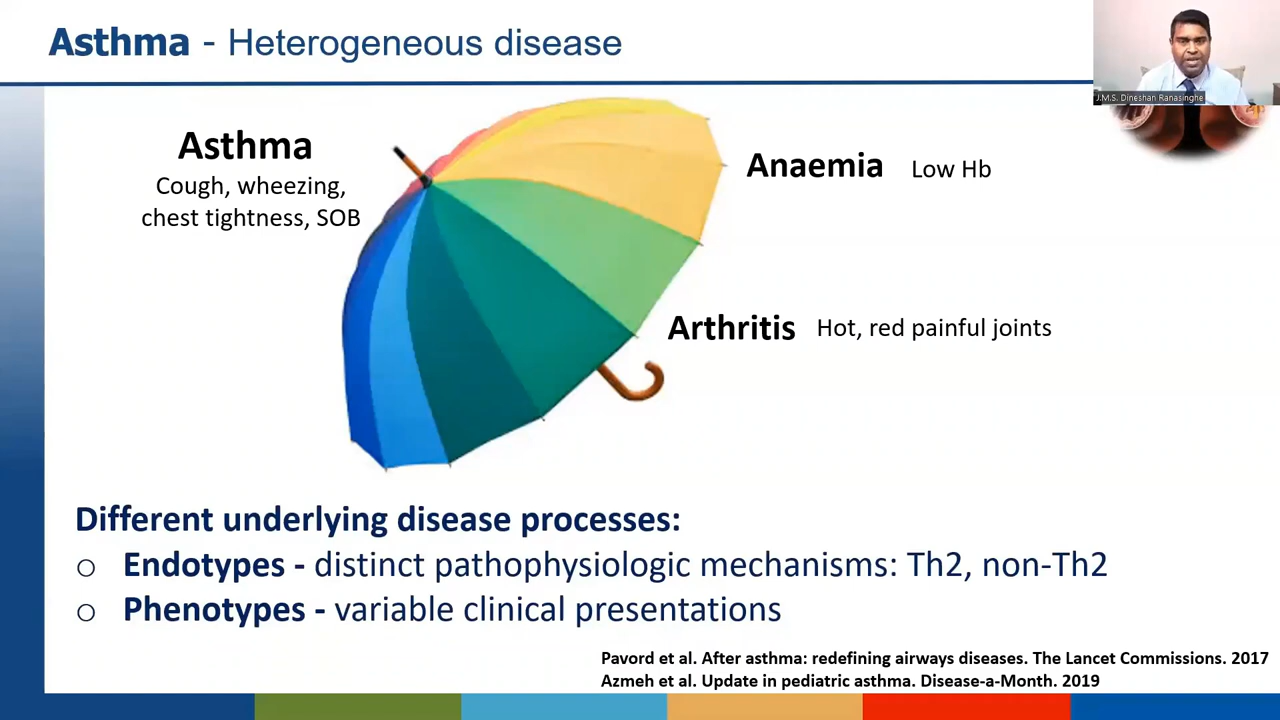 Asthma - Heterogeneous disease
J.M.S. Dineshan Ranasinghe
Asthma
Cough, wheezing,
chest tightness, SOB
Anaemia Low Hb
Arthritis Hot, red painful joints
Different underlying disease processes:
o Endotypes - distinct pathophysiologic mechanisms: Th2, non-Th2
o Phenotypes - variable clinical presentations
Pavord et al. After asthma: redefining airways diseases. The Lancet Commissions. 2017
Azmeh et al. Update in pediatric asthma. Disease-a-Month. 2019